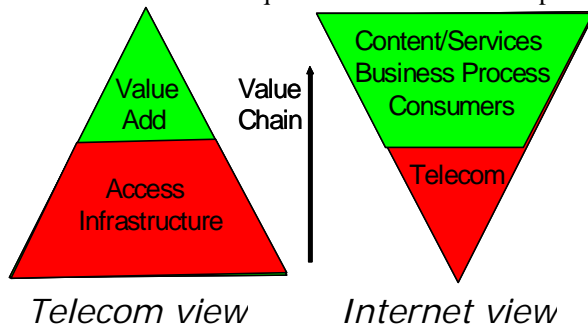 Value
Add
Access
Infrastructure
Value
Chain
Content/Services
Business Process
Consumers
Telecom
Telecom view
Internet view